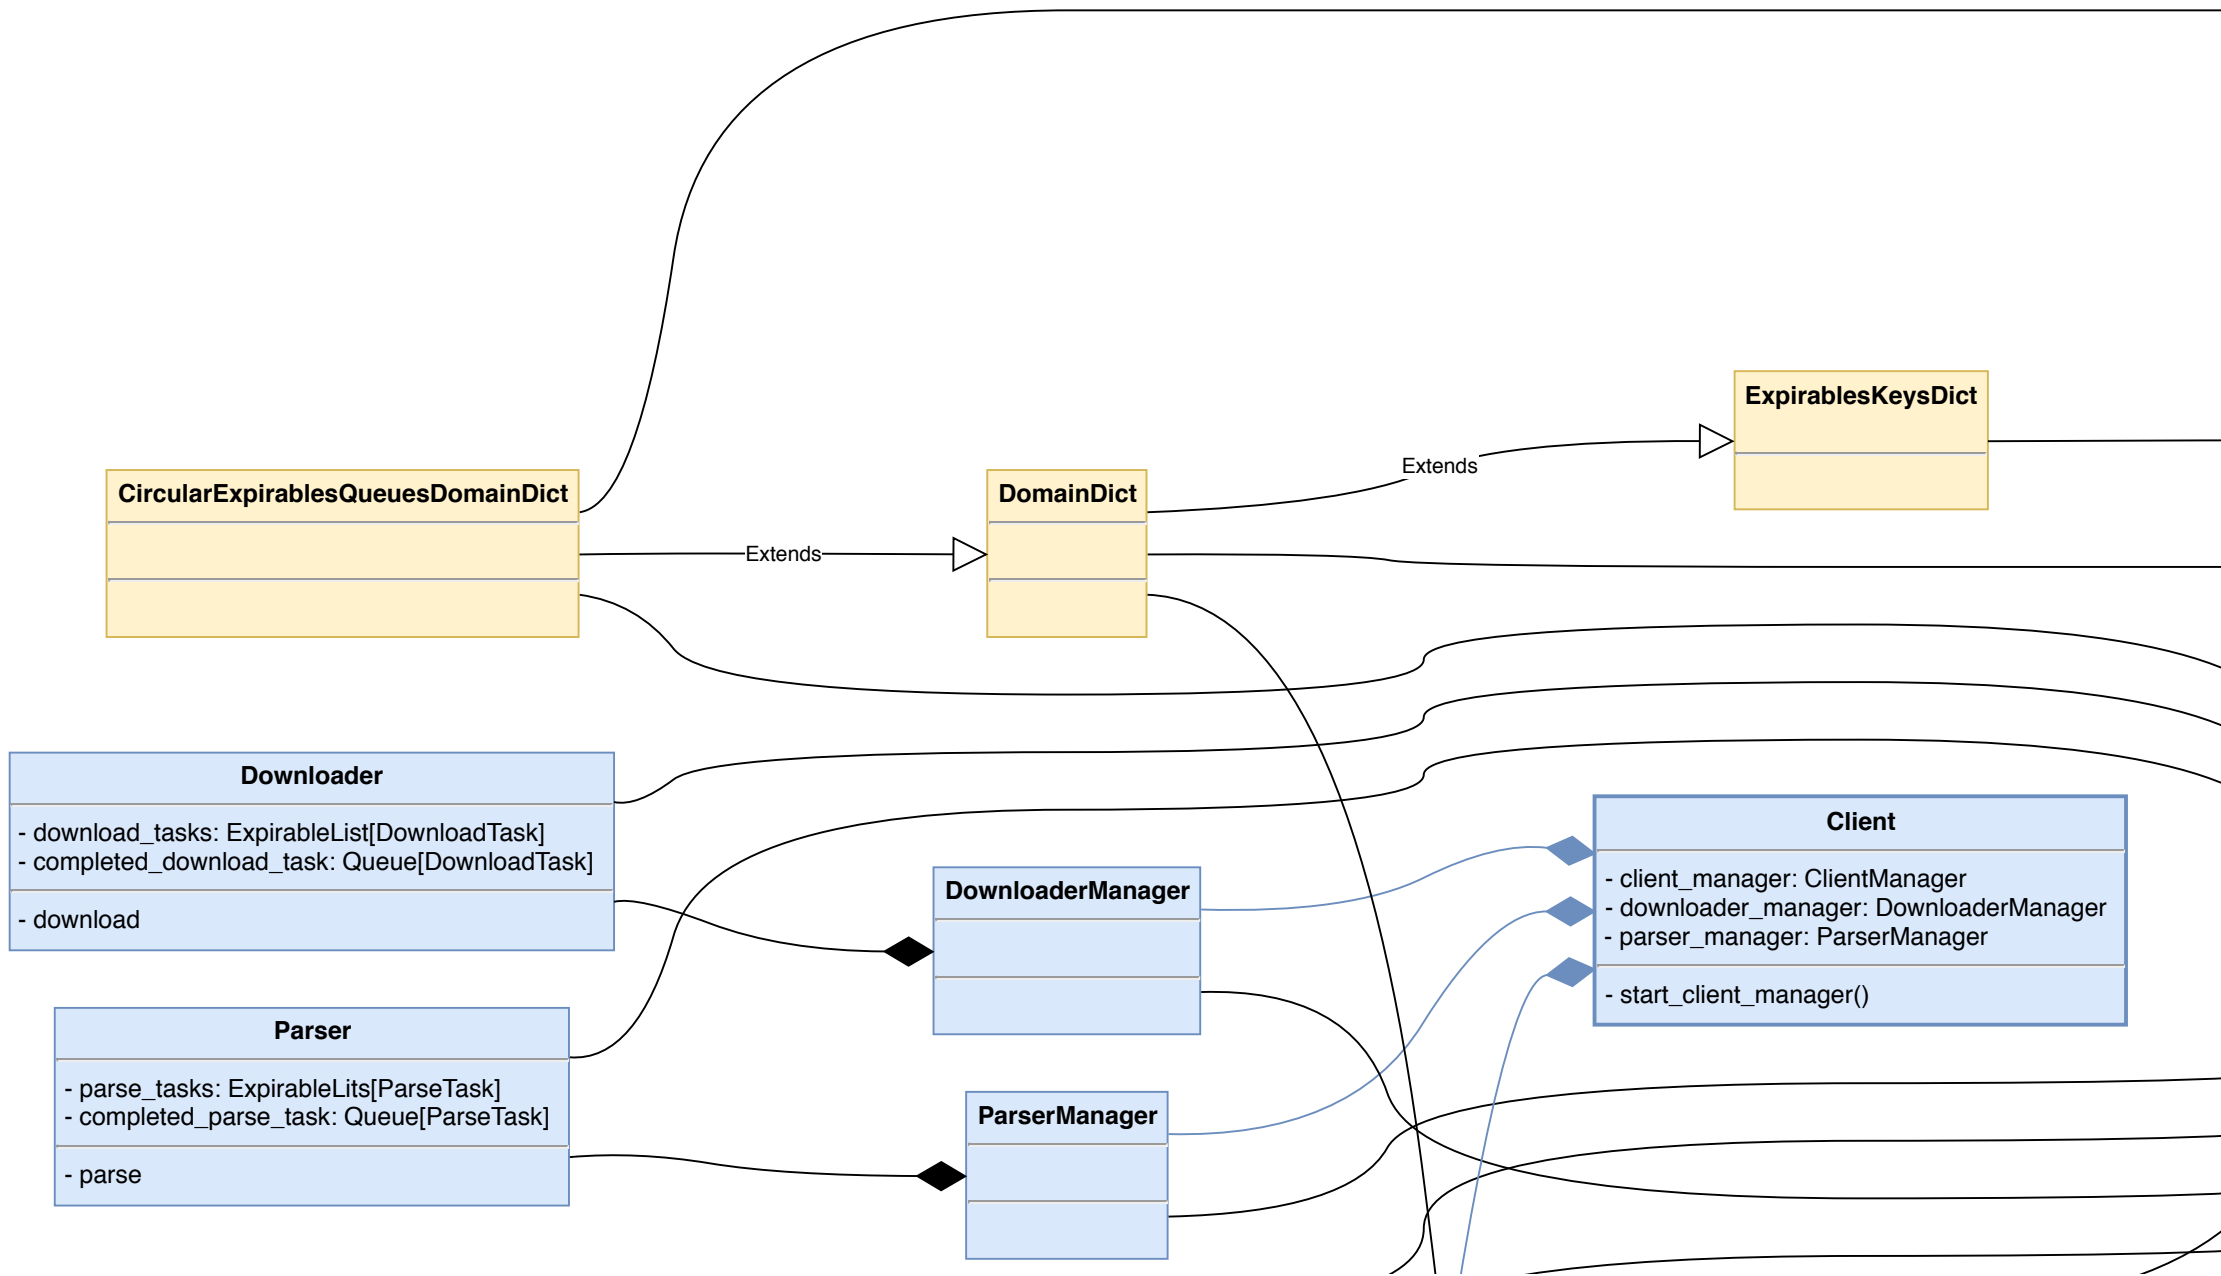 ExpirablesKeysDict
Extends
CircularExpirablesQueuesDomainDict
Extends
DomainDict
Downloader
- download_tasks: ExpirableList[DownloadTask]
- completed_download_task: Queue[DownloadTask]
- download
Client
- client_manager: ClientManager
- downloader_manager: DownloaderManager
- parser_manager: ParserManager
- start_client_manager()
DownloaderManager
Parser
- parse_tasks: ExpirableLits[ParseTask]
- completed_parse_task: Queue[ParseTask]
- parse
ParserManager